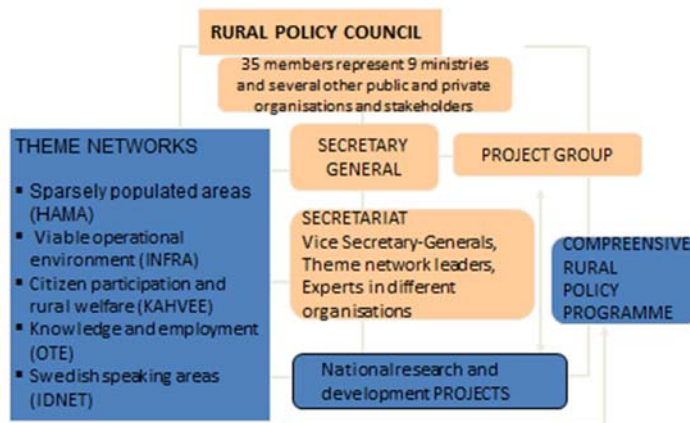 RURAL POLICY COUNCIL
35 members represent 9 ministries
and several other public and private
organisations and stakeholders
THEME NETWORKS
▪ Sparsely populated areas
(HAMA)
▪ Viable operational
environment (INFRA)
▪ Citizen participation and
rural welfare (KAHVEE)
▪ Knowledge and employment
(OTE)
▪ Swedish speaking areas
(IDNET)
SECRETARY
GENERAL
PROJECT GROUP
SECRETARIAT
Vice Secretary-Generals,
Theme network leaders,
Experts in different
organisations
COMPREENSIVE
RURAL
POLICY
PROGRAMME
National research and
development PROJECTS